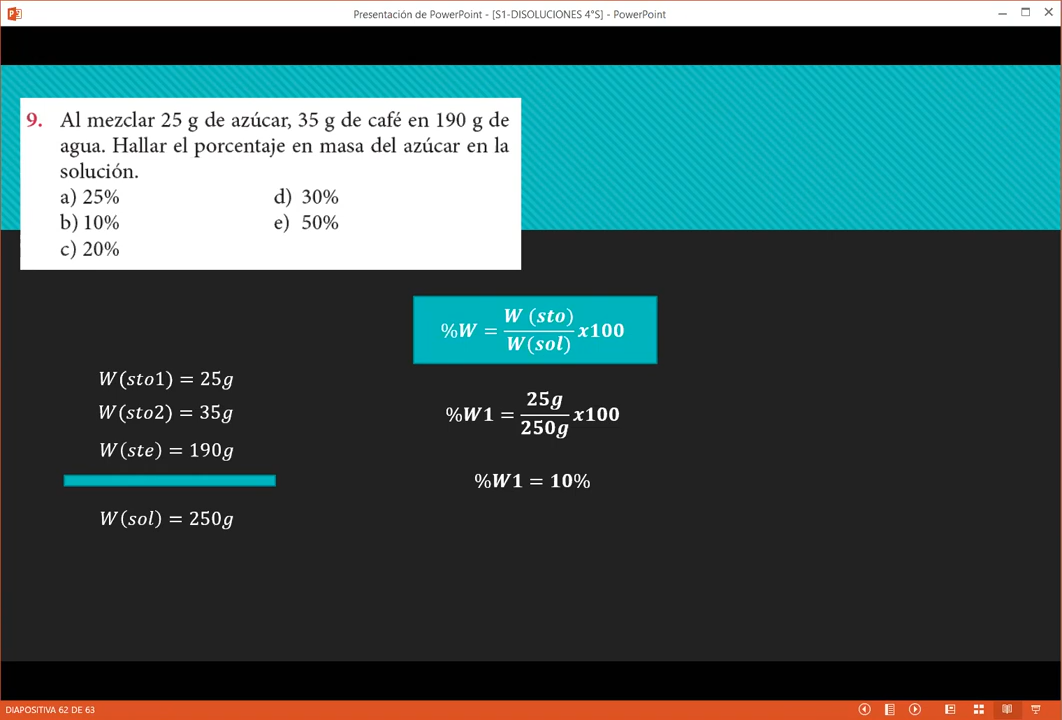 Presentación de PowerPoint - [S1-DISOLUCIONES 4°S] - PowerPoint
9. Al mezclar 25 g de azúcar, 35 g de café en 190 g de
agua. Hallar el porcentaje en masa del azúcar en la
solución.
a) 25% d) 30%
b) 10% e) 50%
c) 20%
%W = W (sto) / W(sol) x100
W(sto1) = 25g
W(sto2) = 35g
W(ste) = 190g
W(sol) = 250g
%W1 = 25g / 250g x100
%W1 = 10%
DIAPOSITIVA 62 DE 63